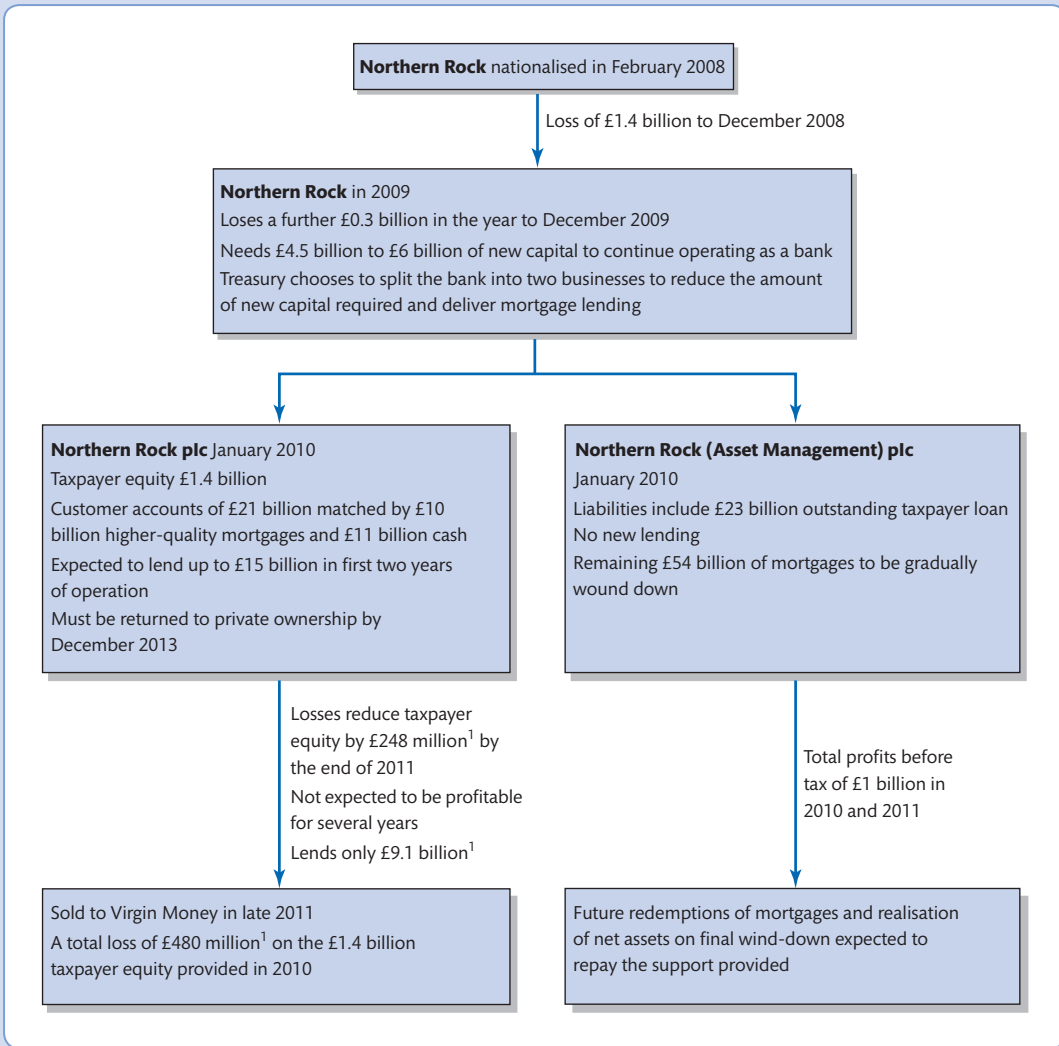 Northern Rock nationalised in February 2008
Loss of £1.4 billion to December 2008
Northern Rock in 2009
Loses a further £0.3 billion in the year to December 2009
Needs £4.5 billion to £6 billion of new capital to continue operating as a bank
Treasury chooses to split the bank into two businesses to reduce the amount
of new capital required and deliver mortgage lending
Northern Rock plc January 2010
Taxpayer equity £1.4 billion
Customer accounts of £21 billion matched by £10
billion higher-quality mortgages and £11 billion cash
Expected to lend up to £15 billion in first two years
of operation
Must be returned to private ownership by
December 2013
Northern Rock (Asset Management) plc
January 2010
Liabilities include £23 billion outstanding taxpayer loan
No new lending
Remaining £54 billion of mortgages to be gradually
wound down
Losses reduce taxpayer
equity by £248 million¹ by
the end of 2011
Not expected to be profitable
for several years
Lends only £9.1 billion¹
Total profits before
tax of £1 billion in
2010 and 2011
Sold to Virgin Money in late 2011
A total loss of £480 million¹ on the £1.4 billion
taxpayer equity provided in 2010
Future redemptions of mortgages and realisation
of net assets on final wind-down expected to
repay the support provided